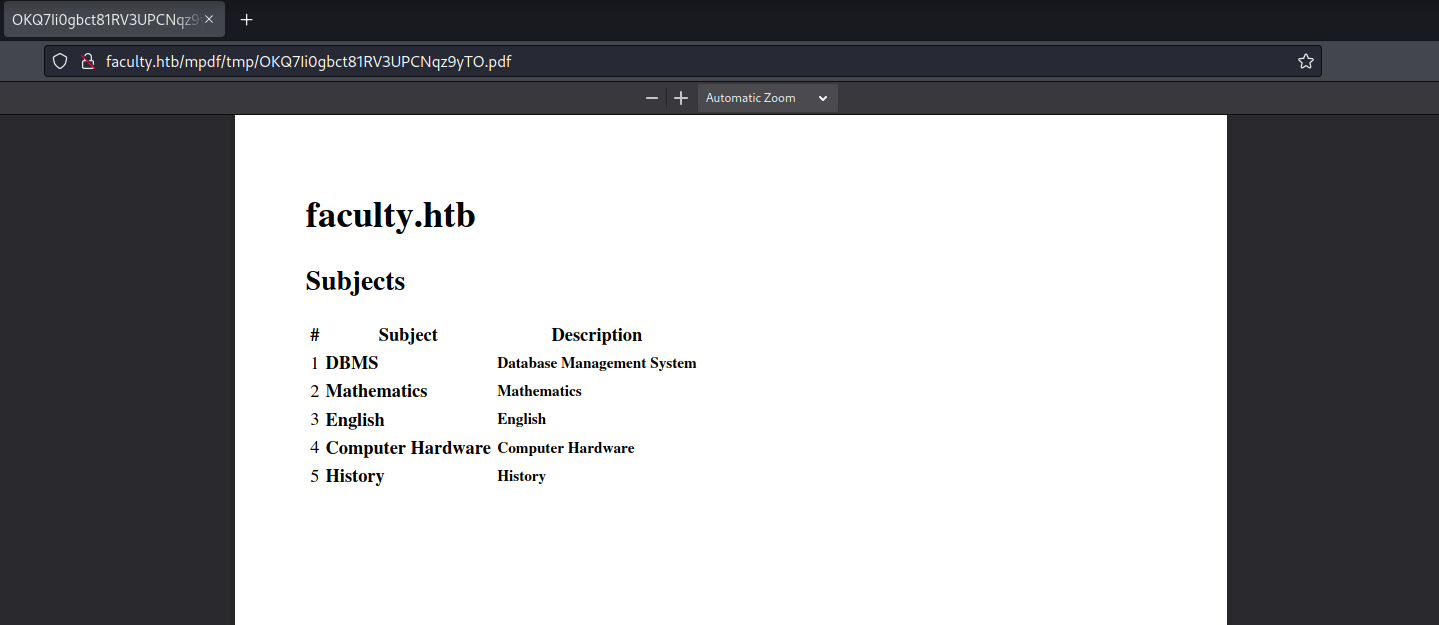 OKQ7Ii0gbct81RV3UPCNqz9
faculty.htb/mpdf/tmp/OKQ7Ii0gbct81RV3UPCNqz9yTO.pdf
Automatic Zoom
faculty.htb
Subjects
# Subject Description
1 DBMS Database Management System
2 Mathematics Mathematics
3 English English
4 Computer Hardware Computer Hardware
5 History History